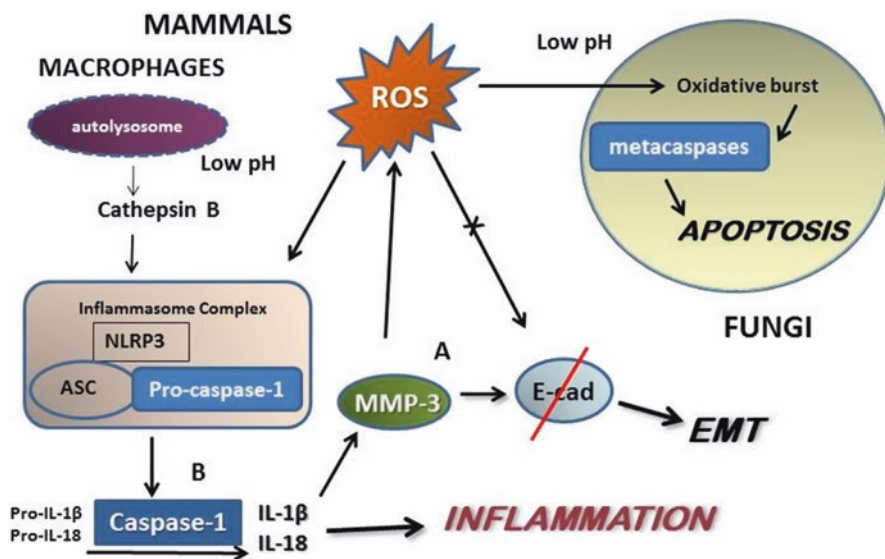 MAMMALS
MACROPHAGES
autolysosome
Low pH
Cathepsin B
Inflammasome Complex
NLRP3
ASC
Pro-caspase-1
B
Pro-IL-1β
Pro-IL-18
Caspase-1
IL-1β
IL-18
INFLAMMATION
ROS
A
MMP-3
E-cad
EMT
Low pH
Oxidative burst
metacaspases
APOPTOSIS
FUNGI